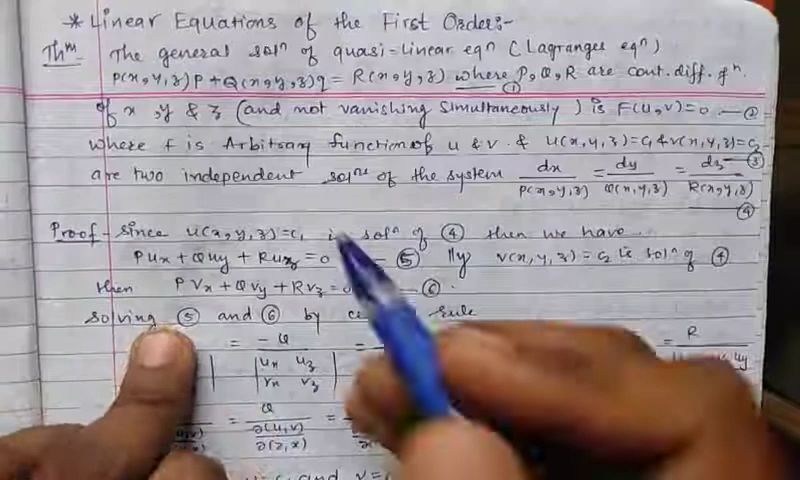 * Linear Equations of the First Orders:-
Thm. The general soln of quasi-linear eqn (Lagranges eqn)
P(x,y,z)p + Q(x,y,z)q = R(x,y,z) where P, Q, R are cont. diff. fn.
①
of x, y & z (and not vanishing simultaneously) is F(u,v)=0 — ②
where F is Arbitrary function of u & v. & u(x,y,z)=c₁ & v(x,y,z)=c₂
— ③
are two independent solns of the system dx/P(x,y,z) = dy/Q(x,y,z) = dz/R(x,y,z)
④
Proof - since u(x,y,z)=c₁ is soln of ④ then we have
Pux + Quy + Ruz = 0 ⑤ lly v(x,y,z)=c₂ is soln of ④
then Pvx + Qvy + Rvz = ⑥.
solving ⑤ and ⑥ by rule
= -Q = = R
| | | ux uz |
vx vz
= Q =
∂(u,v)
∂(z,x)
and v=